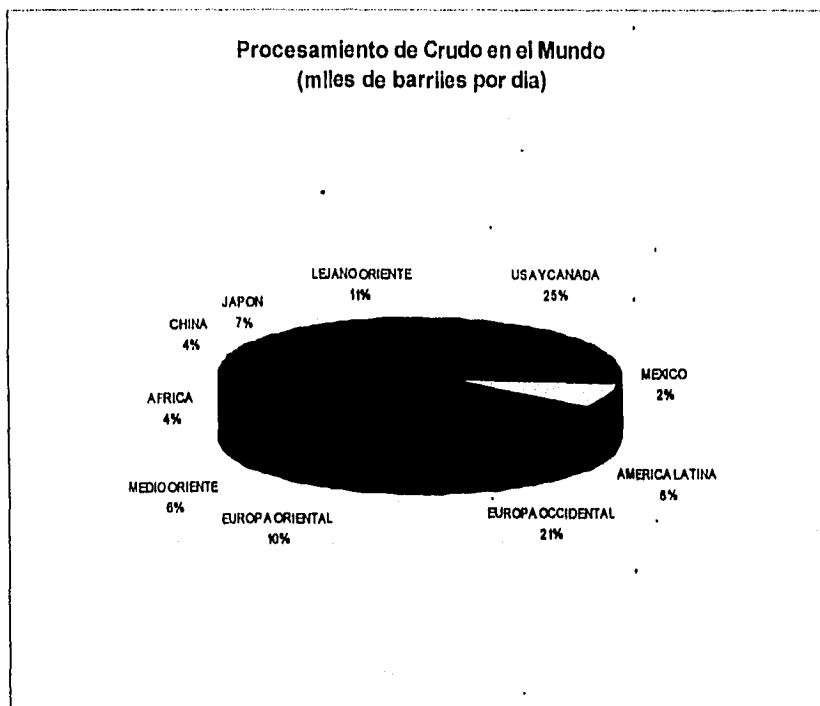 Procesamiento de Crudo en el Mundo
(miles de barriles por dia)
LEJANO ORIENTE
11%
USA Y CANADA
25%
JAPON
7%
CHINA
4%
MEXICO
2%
AFRICA
4%
AMERICA LATINA
6%
MEDIO ORIENTE
6%
EUROPA ORIENTAL
10%
EUROPA OCCIDENTAL
21%